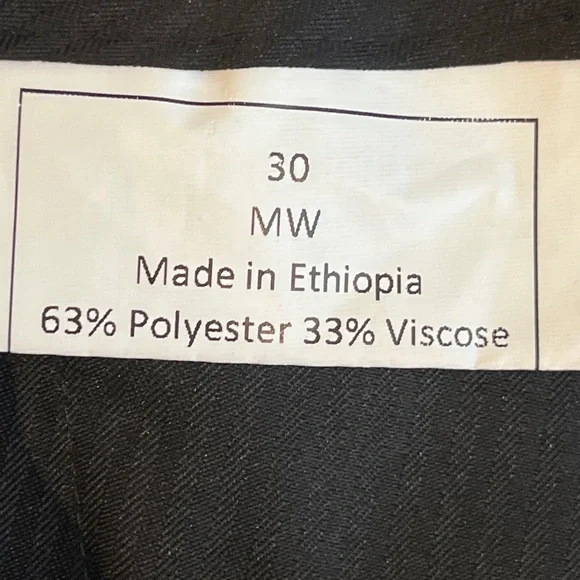 30
MW
Made in Ethiopia
63% Polyester 33% Viscose